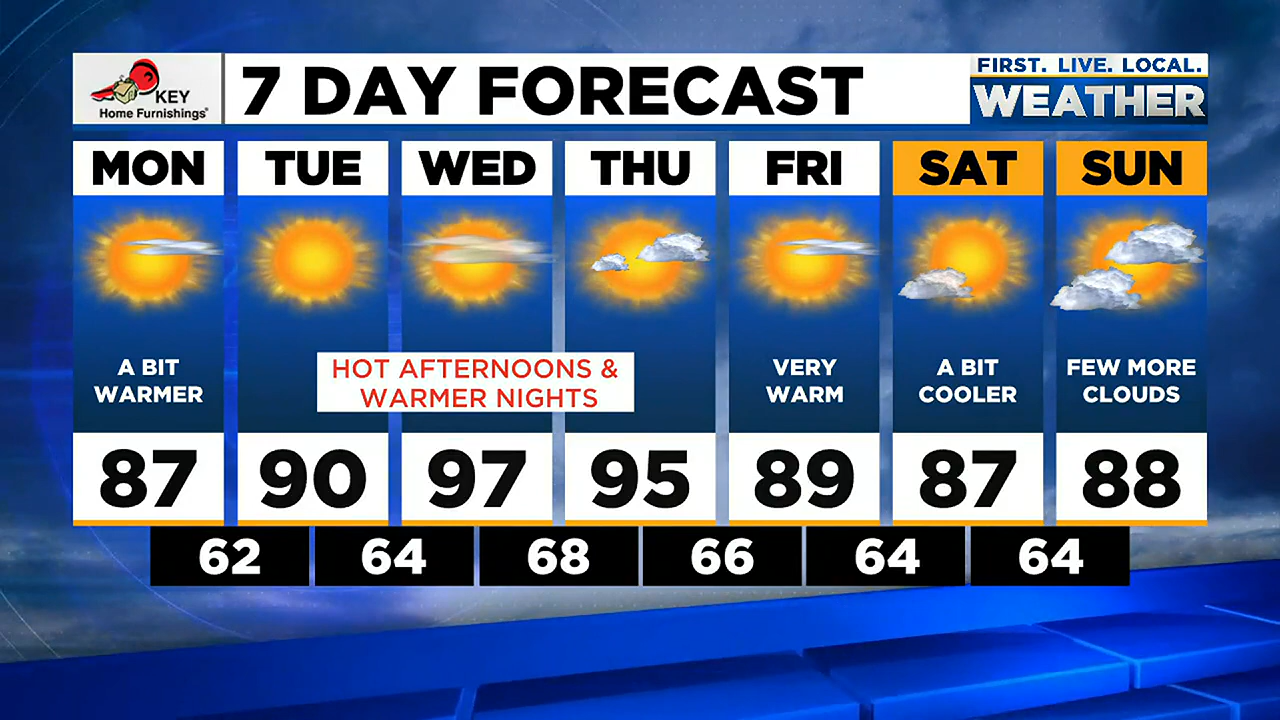 KEY
Home Furnishings®
7 DAY FORECAST
FIRST. LIVE. LOCAL.
WEATHER
MON TUE WED THU FRI SAT SUN
A BIT
WARMER
HOT AFTERNOONS &
WARMER NIGHTS
VERY
WARM
A BIT
COOLER
FEW MORE
CLOUDS
87 90 97 95 89 87 88
62 64 68 66 64 64